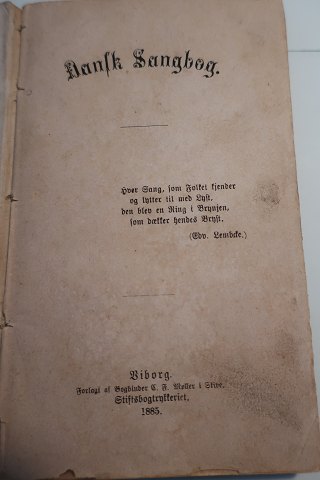 Dansk Sangbog.
Hver Sang, som Folket kjender
og lytter til med Lyst,
den blev en Ring i Brynjen,
som dækker hendes Bryst.
(Edv. Lembcke.)
Viborg.
Forlagt af Bogbinder C. F. Møller i Skive.
Stiftsbogtrykkeriet.
1885.